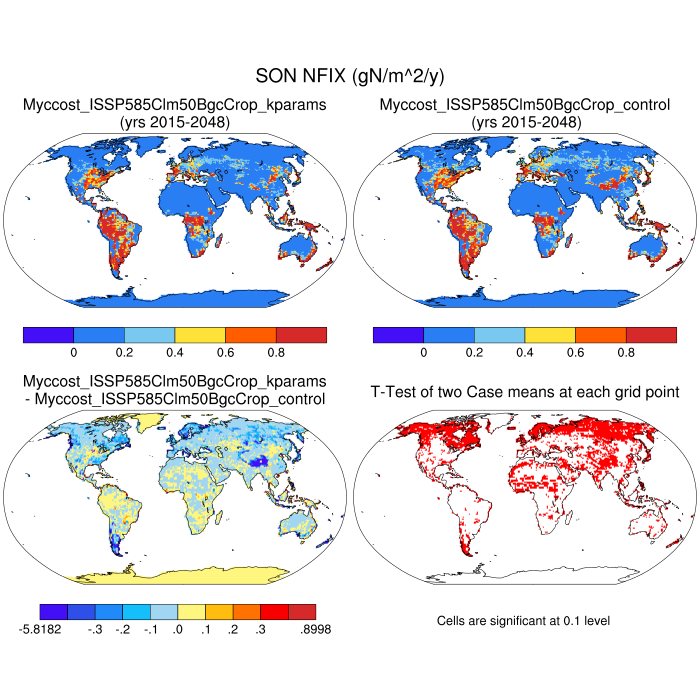 SON NFIX (gN/m^2/y)
Myccost_ISSP585Clm50BgcCrop_kparams
(yrs 2015-2048)
Myccost_ISSP585Clm50BgcCrop_control
(yrs 2015-2048)
0 0.2 0.4 0.6 0.8
0 0.2 0.4 0.6 0.8
Myccost_ISSP585Clm50BgcCrop_kparams
- Myccost_ISSP585Clm50BgcCrop_control
T-Test of two Case means at each grid point
-5.8182 -.3 -.2 -.1 .0 .1 .2 .3 .8998
Cells are significant at 0.1 level